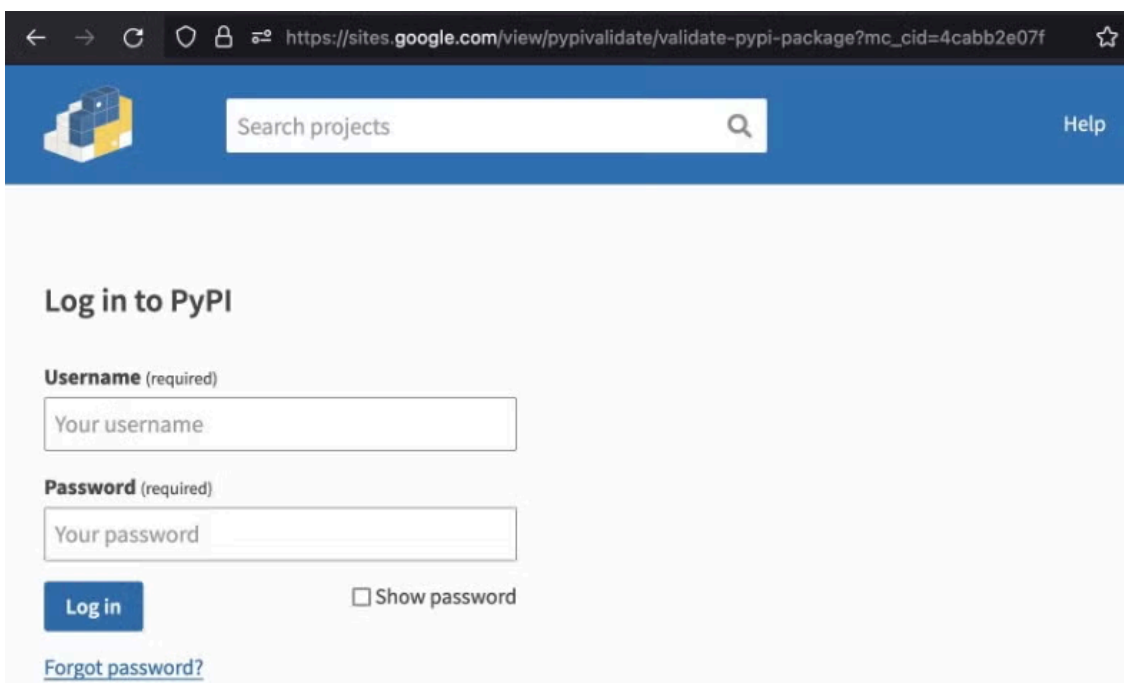 https://sites.google.com/view/pypivalidate/validate-pypi-package?mc_cid=4cabb2e07f
Search projects
Help
Log in to PyPI
Username (required)
Your username
Password (required)
Your password
Log in
Show password
Forgot password?